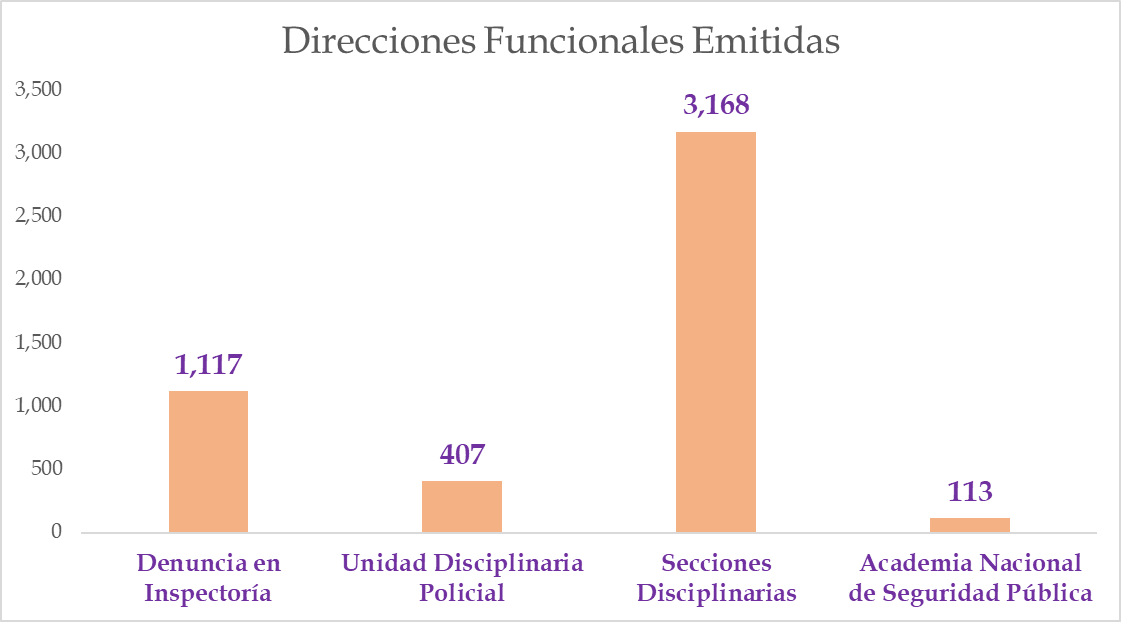 Direcciones Funcionales Emitidas
3,500
3,000
2,500
2,000
1,500
1,000
500
0
1,117
407
3,168
113
Denuncia en
Inspectoría
Unidad Disciplinaria
Policial
Secciones
Disciplinarias
Academia Nacional
de Seguridad Pública